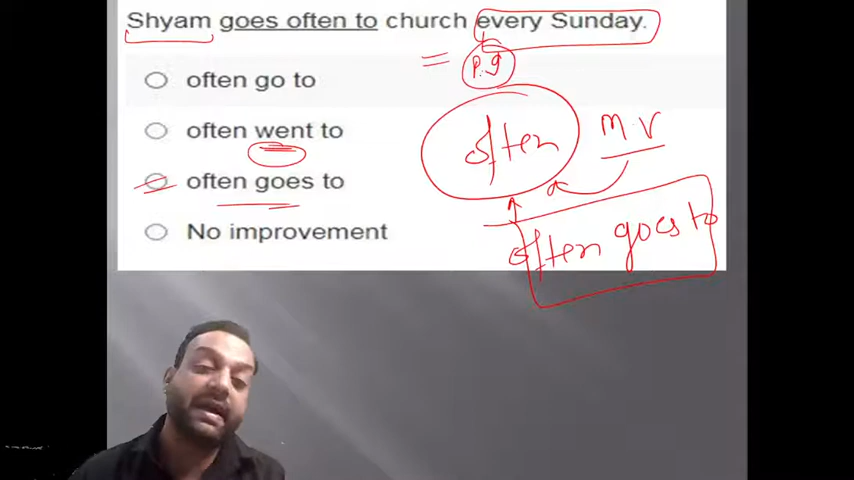 Shyam goes often to church every Sunday.
= P.g
often go to
often went to
often goes to
No improvement
often
m v
often goes to